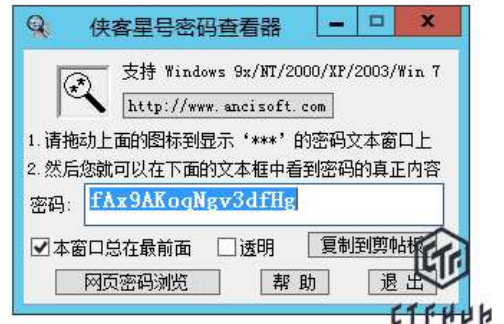 侠客星号密码查看器
支持 Windows 9x/NT/2000/XP/2003/Win 7
http://www.ancisoft.com
1.请拖动上面的图标到显示‘***’的密码文本窗口上
2.然后您就可以在下面的文本框中看到密码的真正内容
密码: fAx9AKoqNgv3dfHg
本窗口总在最前面 透明 复制到剪帖板
网页密码浏览 帮 助 退 出
CTFHUB